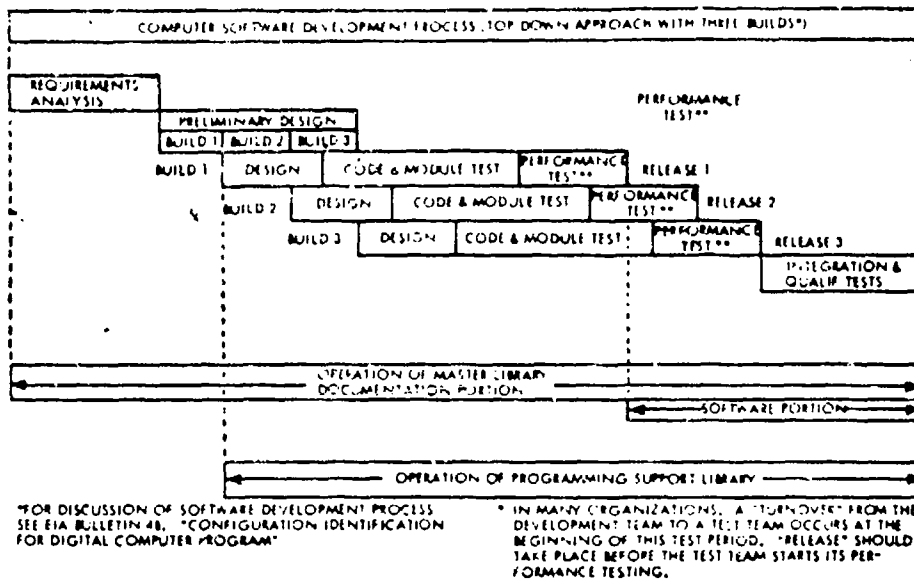 COMPUTER SOFTWARE DEVELOPMENT PROCESS (TOP DOWN APPROACH WITH THREE BUILDS*)
REQUIREMENTS
ANALYSIS
PERFORMANCE
TEST**
PRELIMINARY DESIGN
BUILD 1
BUILD 2
BUILD 3
BUILD 1
DESIGN
CODE & MODULE TEST
PERFORMANCE
TEST**
RELEASE 1
BUILD 2
DESIGN
CODE & MODULE TEST
PERFORMANCE
TEST**
RELEASE 2
BUILD 3
DESIGN
CODE & MODULE TEST
PERFORMANCE
TEST**
RELEASE 3
INTEGRATION &
QUALIF TESTS
OPERATION OF MASTER LIBRARY
DOCUMENTATION PORTION
SOFTWARE PORTION
OPERATION OF PROGRAMMING SUPPORT LIBRARY
*FOR DISCUSSION OF SOFTWARE DEVELOPMENT PROCESS
SEE EIA BULLETIN 4B, "CONFIGURATION IDENTIFICATION
FOR DIGITAL COMPUTER PROGRAM"
* IN MANY ORGANIZATIONS, A "TURNOVER" FROM THE
DEVELOPMENT TEAM TO A TEST TEAM OCCURS AT THE
BEGINNING OF THIS TEST PERIOD. "RELEASE" SHOULD
TAKE PLACE BEFORE THE TEST TEAM STARTS ITS PER-
FORMANCE TESTING.